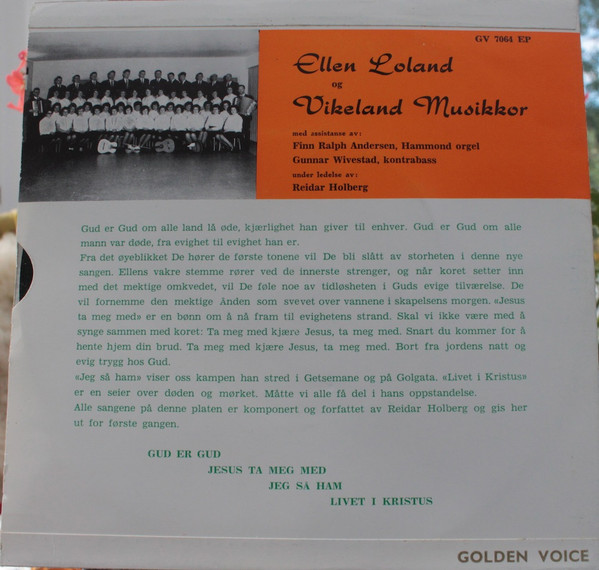 GV 7064 EP
Ellen Loland
og
Vikeland Musikkor
med assistanse av:
Finn Ralph Andersen, Hammond orgel
Gunnar Wivestad, kontrabass
under ledelse av:
Reidar Holberg
Gud er Gud om alle land lå øde, kjærlighet han giver til enhver. Gud er Gud om alle
mann var døde, fra evighet til evighet han er.
Fra det øyeblikket De hører de første tonene vil De bli slått av storheten i denne nye
sangen. Ellens vakre stemme rører ved de innerste strenger, og når koret setter inn
med det mektige omkvedet, vil De føle noe av tidløsheten i Guds evige tilværelse. De
vil fornemme den mektige Anden som svevet over vannene i skapelsens morgen. «Jesus
ta meg med» er en bønn om å nå fram til evighetens strand. Skal vi ikke være med å
synge sammen med koret: Ta meg med kjære Jesus, ta meg med. Snart du kommer for å
hente hjem din brud. Ta meg med kjære Jesus, ta meg med. Bort fra jordens natt og
evig trygg hos Gud.
«Jeg så ham» viser oss kampen han stred i Getsemane og på Golgata. «Livet i Kristus»
er en seier over døden og mørket. Måtte vi alle få del i hans oppstandelse.
Alle sangene på denne platen er komponert og forfattet av Reidar Holberg og gis her
ut for første gangen.
GUD ER GUD
JESUS TA MEG MED
JEG SÅ HAM
LIVET I KRISTUS
GOLDEN VOICE